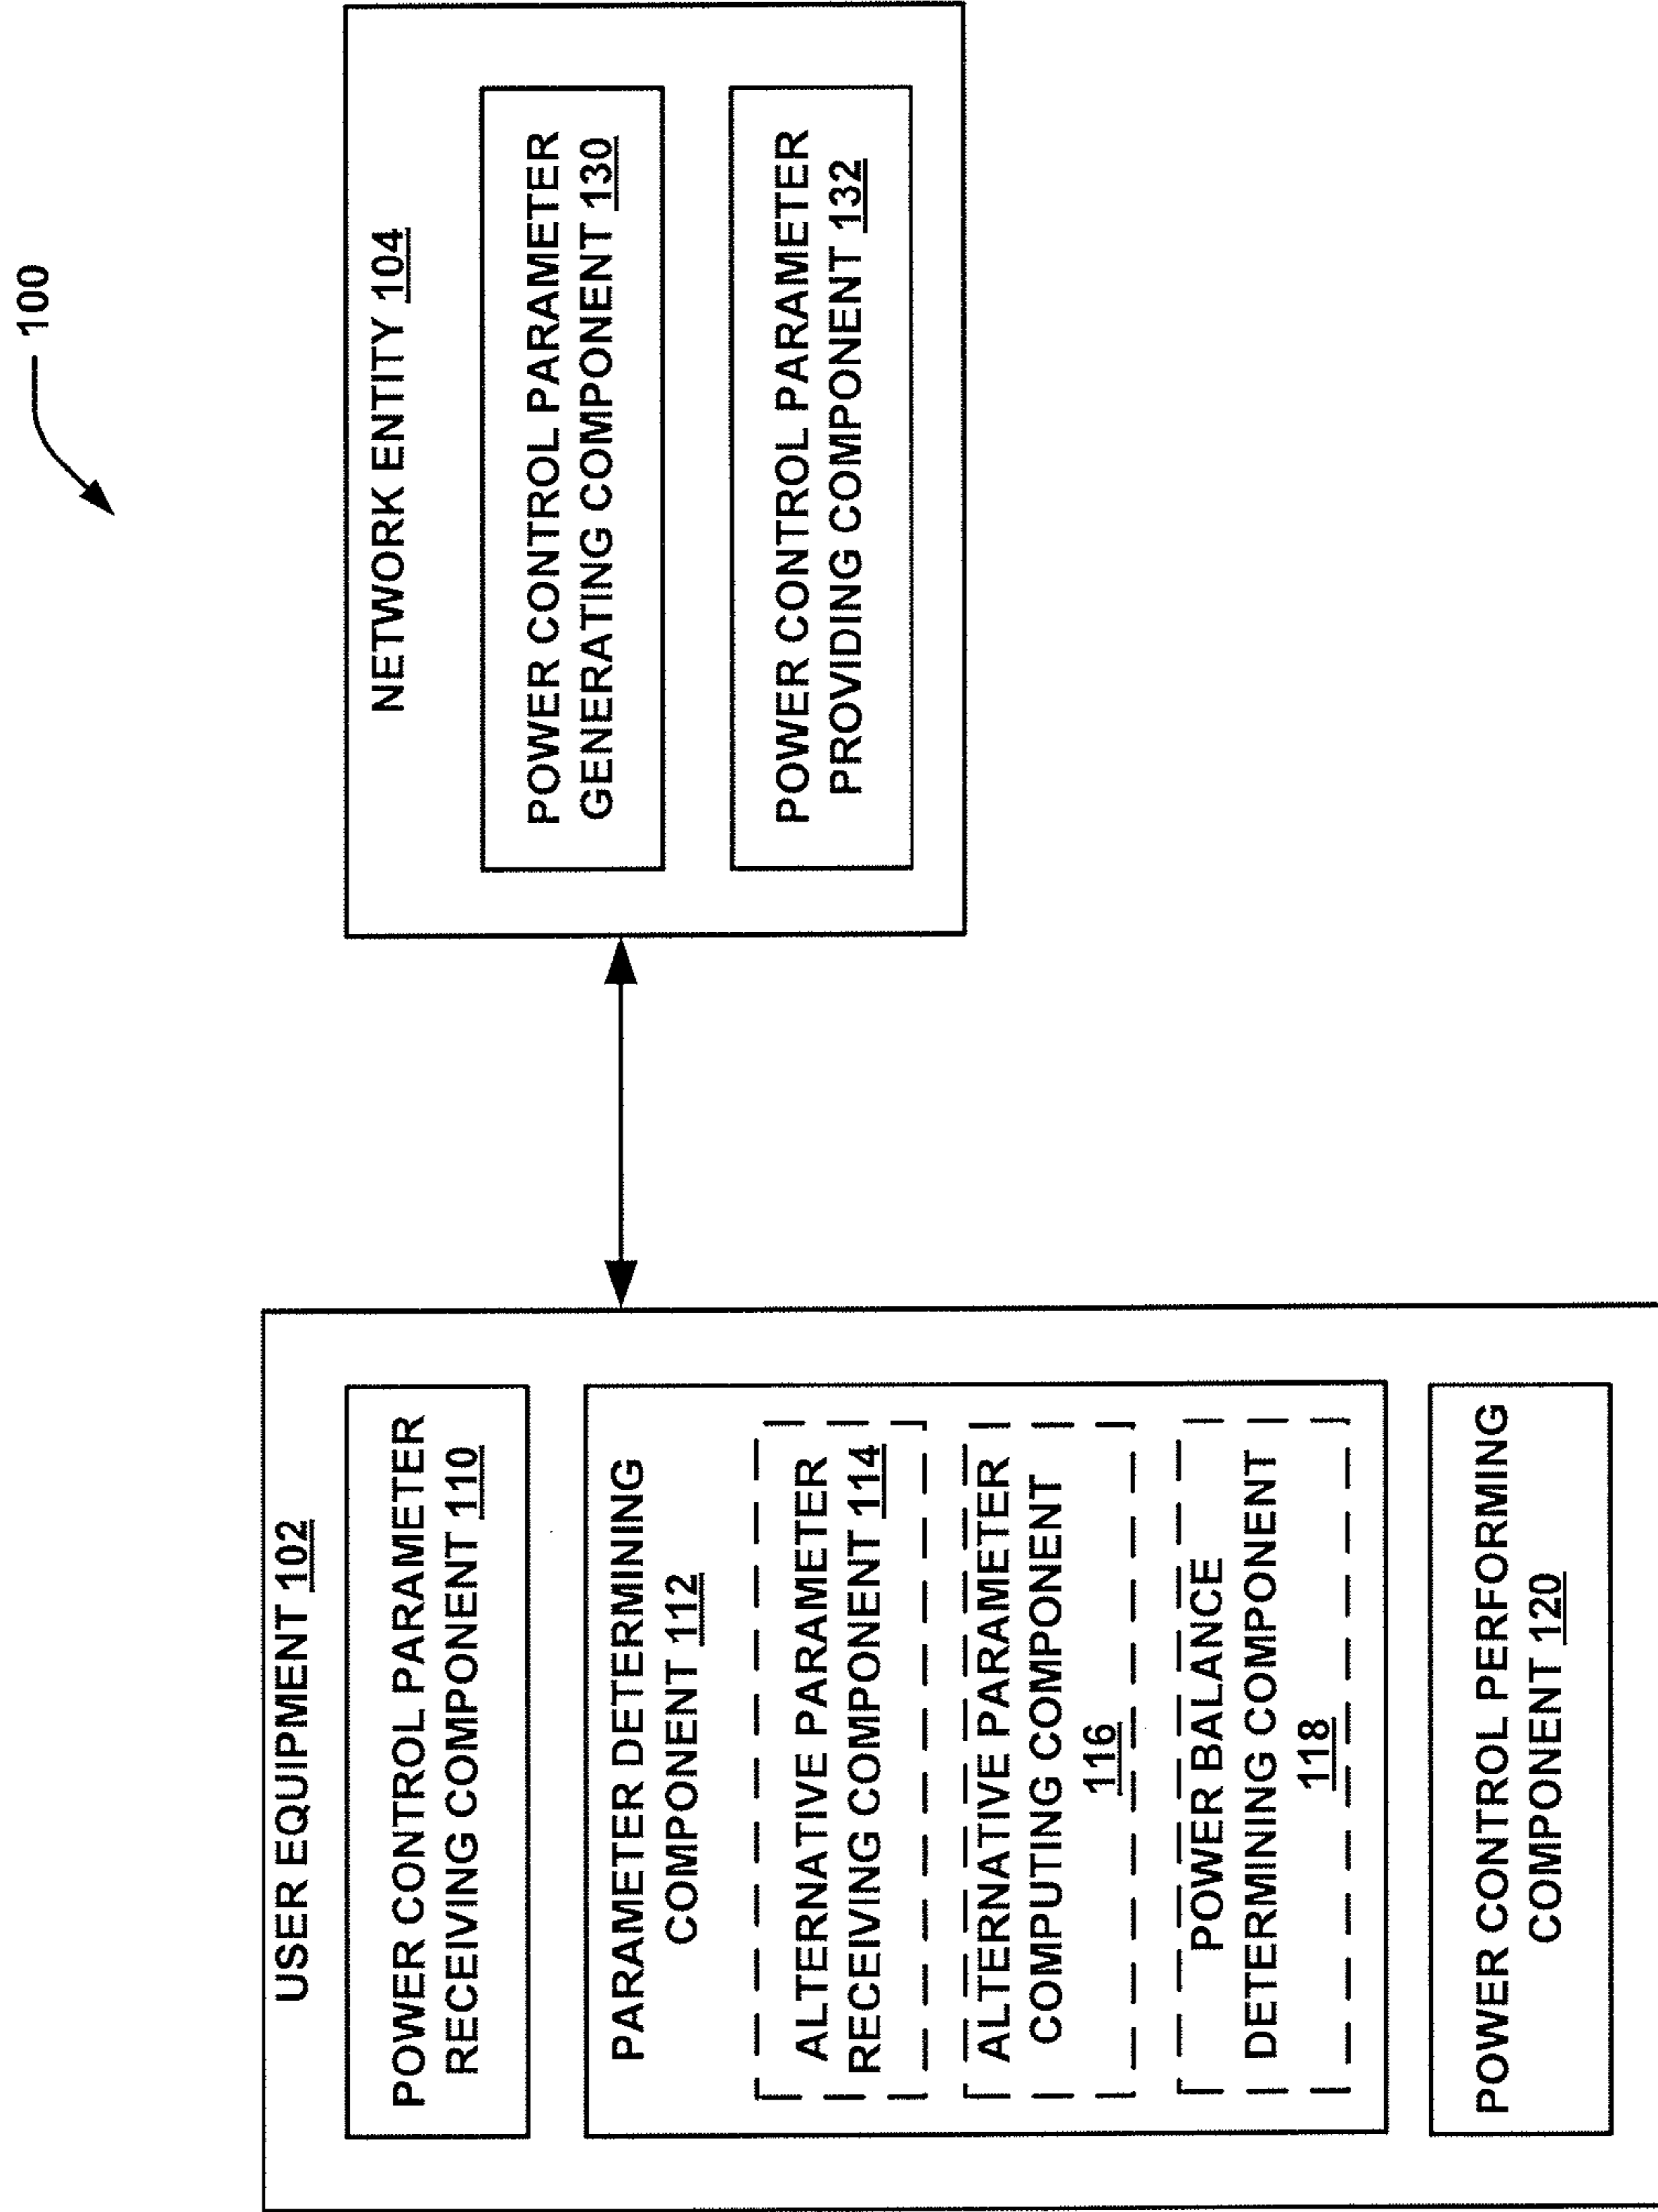 100
USER EQUIPMENT 102
POWER CONTROL PARAMETER
RECEIVING COMPONENT 110
PARAMETER DETERMINING
COMPONENT 112
ALTERNATIVE PARAMETER
RECEIVING COMPONENT 114
ALTERNATIVE PARAMETER
COMPUTING COMPONENT
116
POWER BALANCE
DETERMINING COMPONENT
118
POWER CONTROL PERFORMING
COMPONENT 120
NETWORK ENTITY 104
POWER CONTROL PARAMETER
GENERATING COMPONENT 130
POWER CONTROL PARAMETER
PROVIDING COMPONENT 132